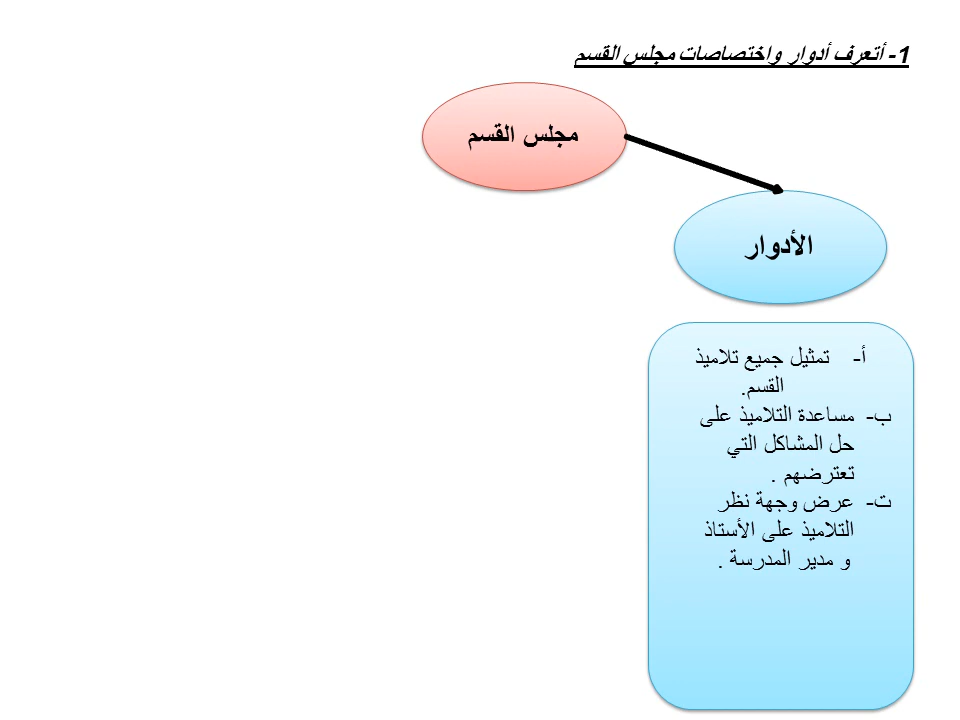 1- أتعرف أدوار واختصاصات مجلس القسم
مجلس القسم
الأدوار
أ- تمثيل جميع تلاميذ
القسم.
ب- مساعدة التلاميذ على
حل المشاكل التي
تعترضهم .
ت- عرض وجهة نظر
التلاميذ على الأستاذ
و مدير المدرسة .